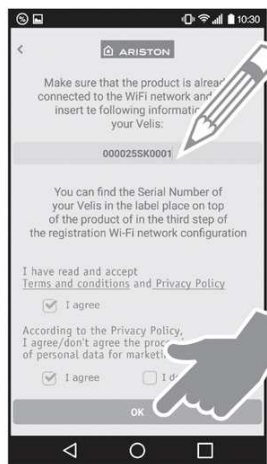 10:30
ARISTON
Make sure that the product is already
connected to the WiFi network and
insert te following informati
your Velis:
000025SK0001
You can find the Serial Number of
your Velis in the label place on top
of the product of in the third step of
the registration Wi-Fi network configuration
I have read and accept
Terms and conditions and Privacy Policy
I agree
According to the Privacy Policy,
I agree/don't agree the proce
of personal data for marketi
I agree I d
OK